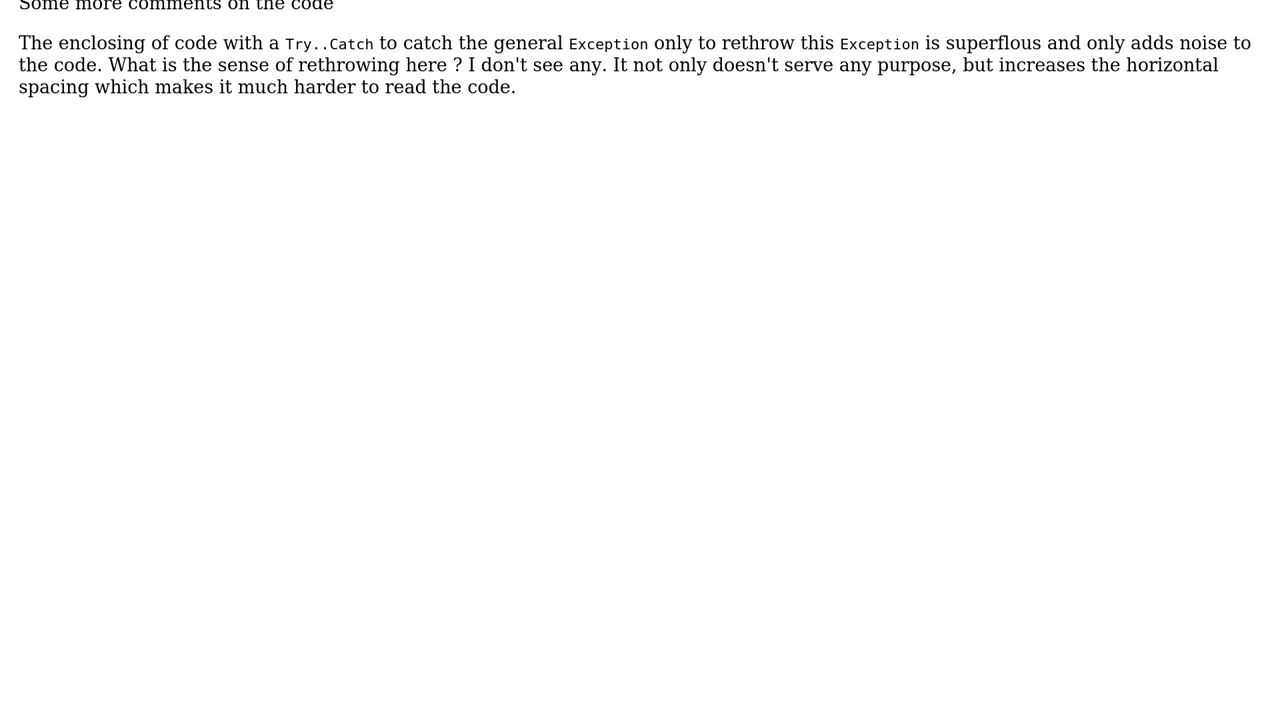 Some more comments on the code
The enclosing of code with a Try..Catch to catch the general Exception only to rethrow this Exception is superflous and only adds noise to
the code. What is the sense of rethrowing here ? I don't see any. It not only doesn't serve any purpose, but increases the horizontal
spacing which makes it much harder to read the code.